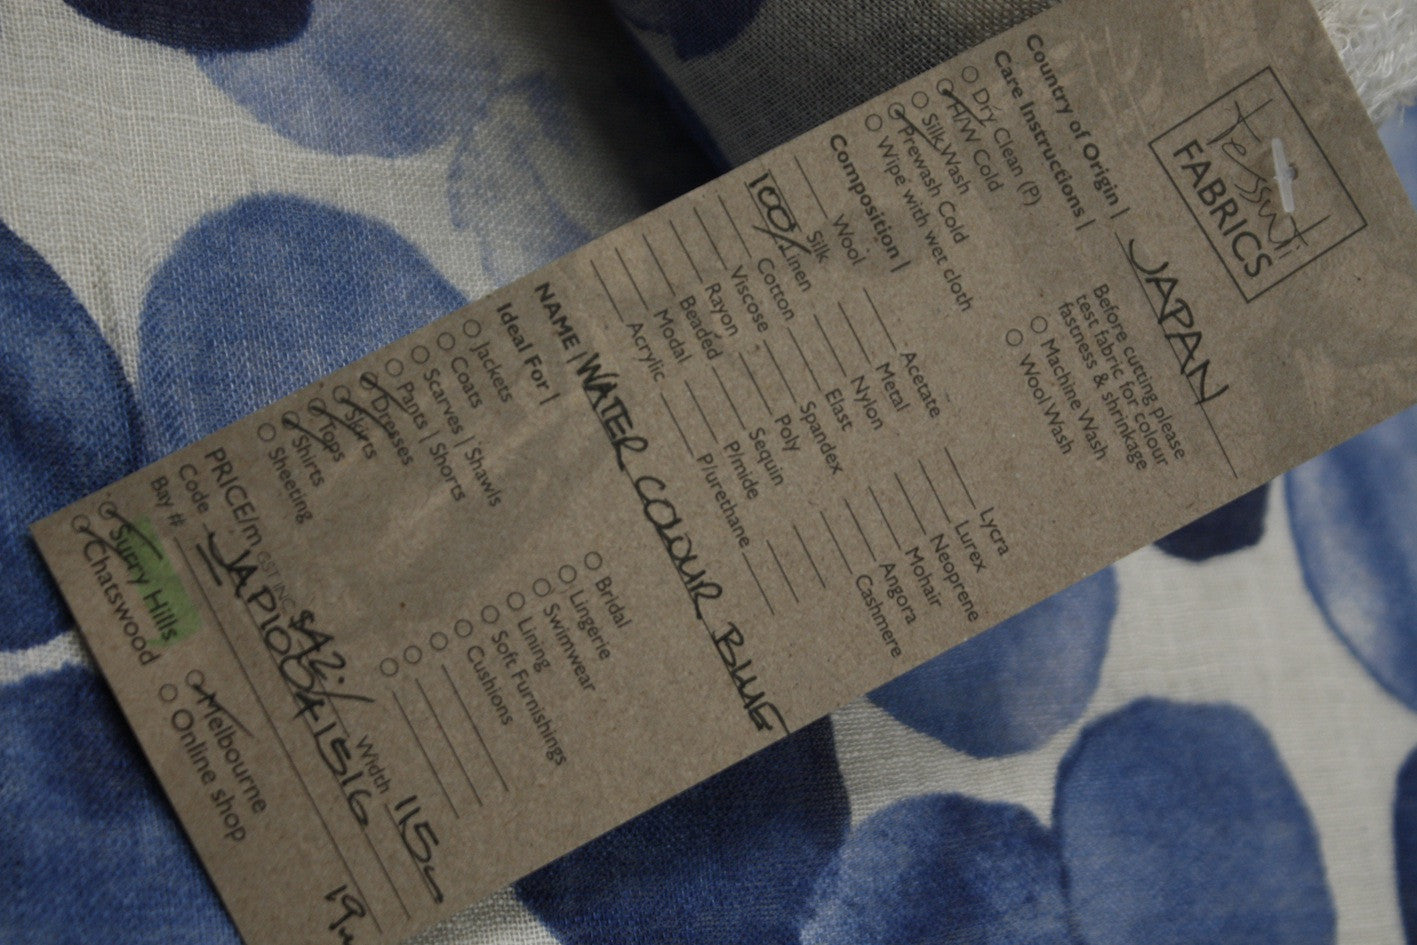 Tessuti
FABRICS
Country of Origin | JAPAN
Care Instructions |
Dry Clean (P)
H/W Cold
Silk Wash
Prewash Cold
Wipe with wet cloth
Before cutting please
test fabric for colour
fastness & shrinkage
Machine Wash
Wool Wash
Composition |
Wool
Silk
100% Linen
Cotton
Viscose
Rayon
Beaded
Modal
Acrylic
Acetate
Metal
Nylon
Elast
Spandex
Poly
Sequin
P/mide
P/urethane
Lycra
Lurex
Neoprene
Mohair
Angora
Cashmere
NAME | WATER COLOUR BLUE
Ideal For |
Jackets
Coats
Scarves | Shawls
Pants | Shorts
Dresses
Skirts
Tops
Shirts
Sheeting
Bridal
Lingerie
Swimwear
Lining
Soft Furnishings
Cushions
PRICE/m GST INC $42./ Width 115c
Code JAP10041516
Bay #
19m
Surry Hills
Chatswood
Melbourne
Online shop